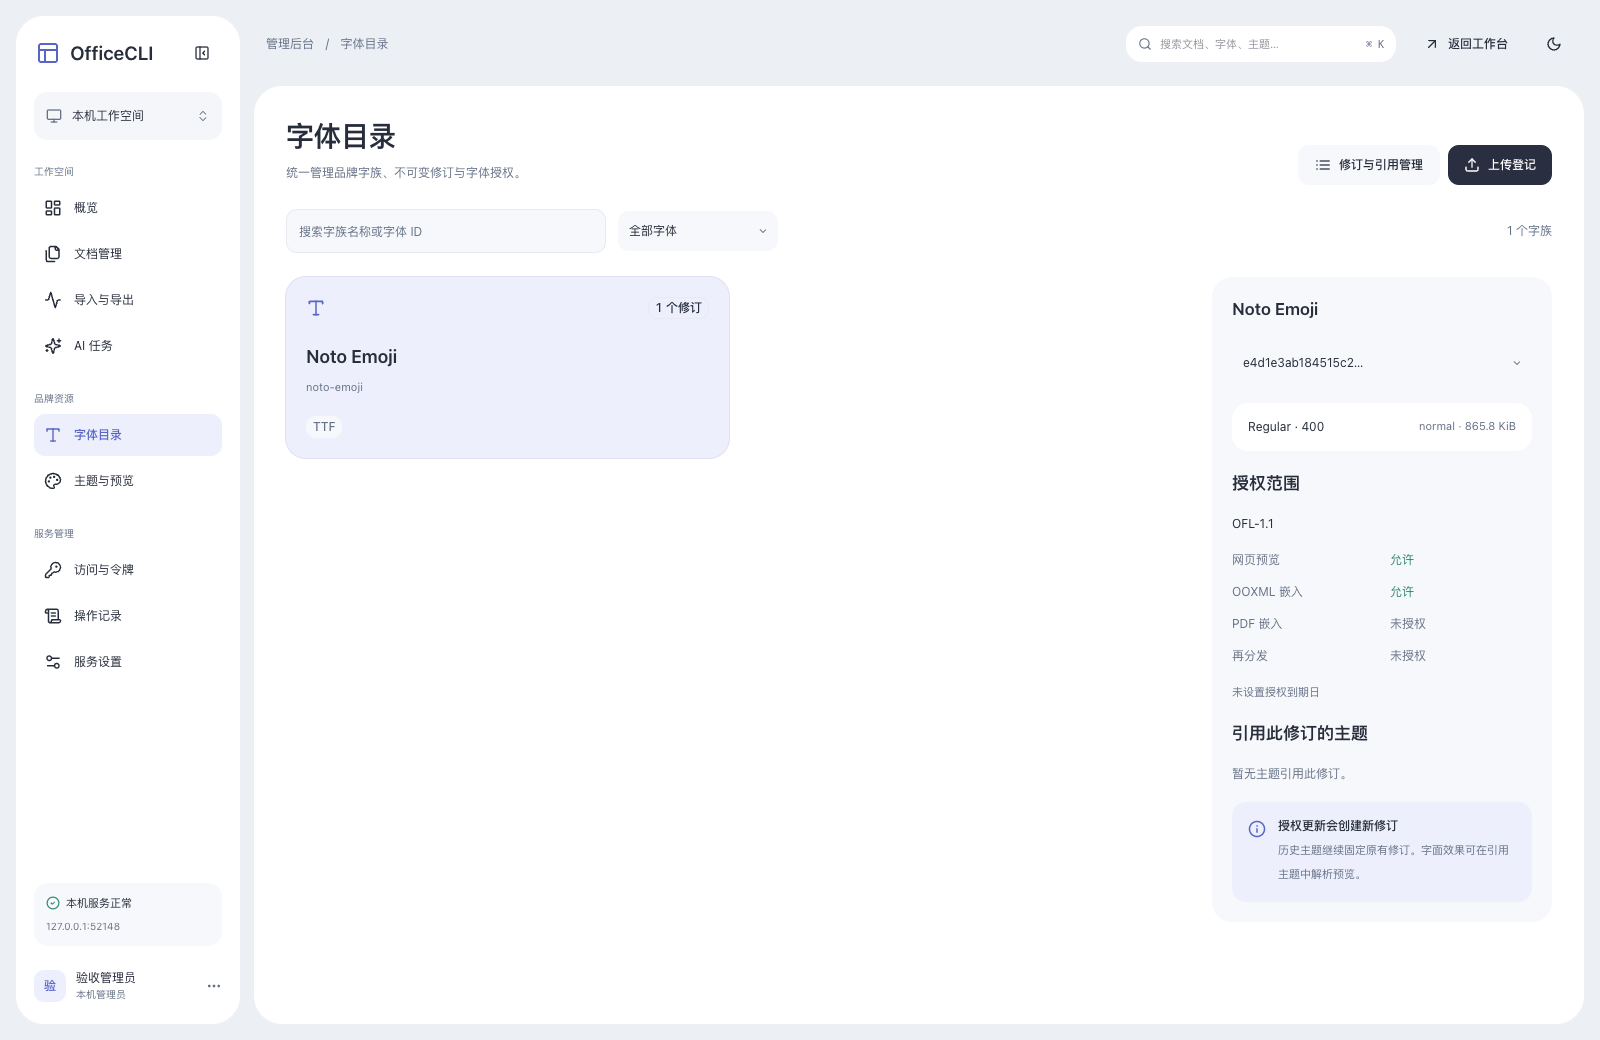 OfficeCLI
本机工作空间
工作空间
概览
文档管理
导入与导出
AI 任务
品牌资源
字体目录
主题与预览
服务管理
访问与令牌
操作记录
服务设置
本机服务正常
127.0.0.1:52148
验
验收管理员
本机管理员
管理后台 / 字体目录
搜索文档、字体、主题...
⌘ K
返回工作台
字体目录
统一管理品牌字族、不可变修订与字体授权。
修订与引用管理
上传登记
搜索字族名称或字体 ID
全部字体
1 个字族
1 个修订
Noto Emoji
noto-emoji
TTF
Noto Emoji
e4d1e3ab184515c2...
Regular · 400
normal · 865.8 KiB
授权范围
OFL-1.1
网页预览 允许
OOXML 嵌入 允许
PDF 嵌入 未授权
再分发 未授权
未设置授权到期日
引用此修订的主题
暂无主题引用此修订。
授权更新会创建新修订
历史主题继续固定原有修订。字面效果可在引用
主题中解析预览。